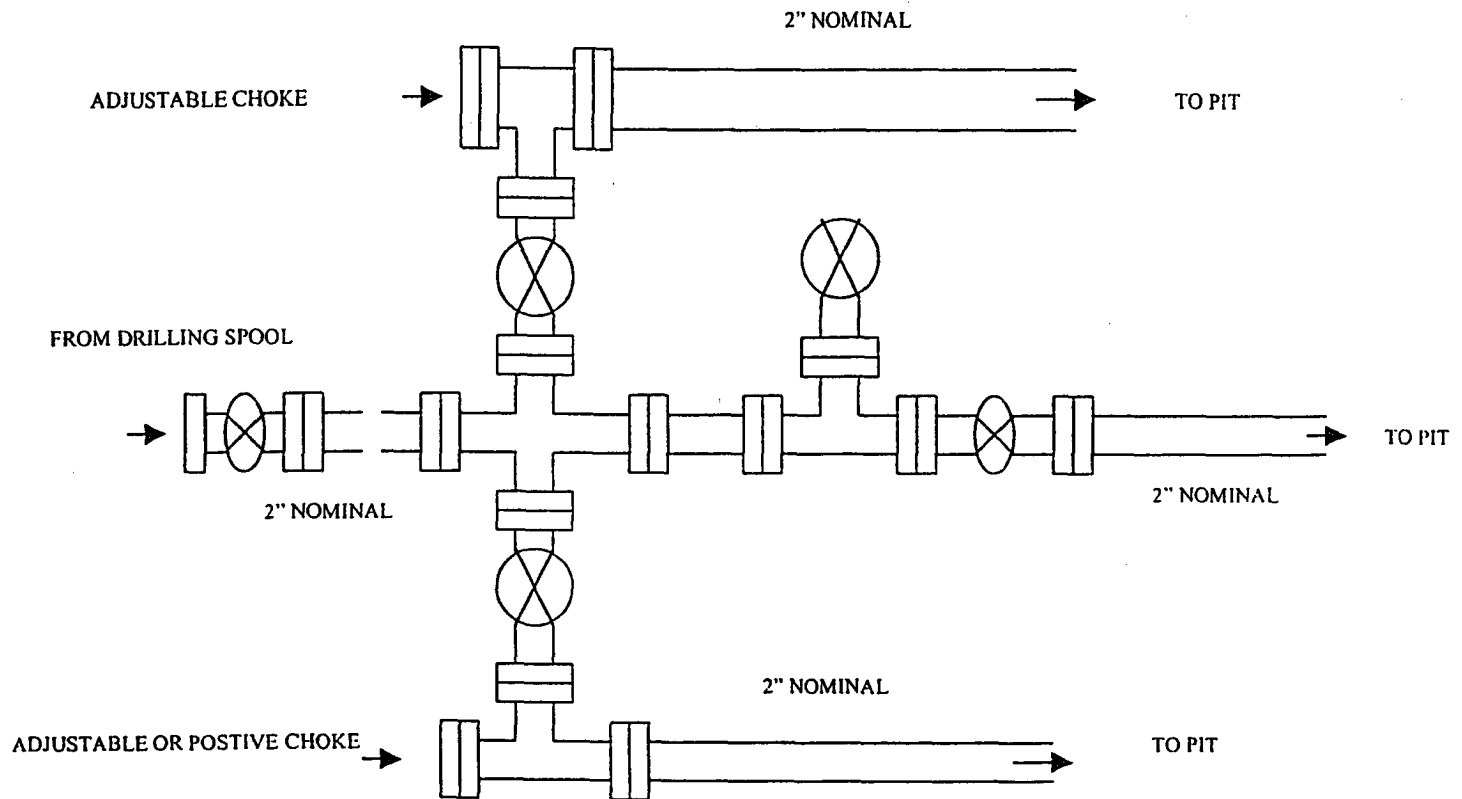 2” NOMINAL
ADJUSTABLE CHOKE
TO PIT
FROM DRILLING SPOOL
TO PIT
2” NOMINAL
2” NOMINAL
2” NOMINAL
ADJUSTABLE OR POSTIVE CHOKE
TO PIT